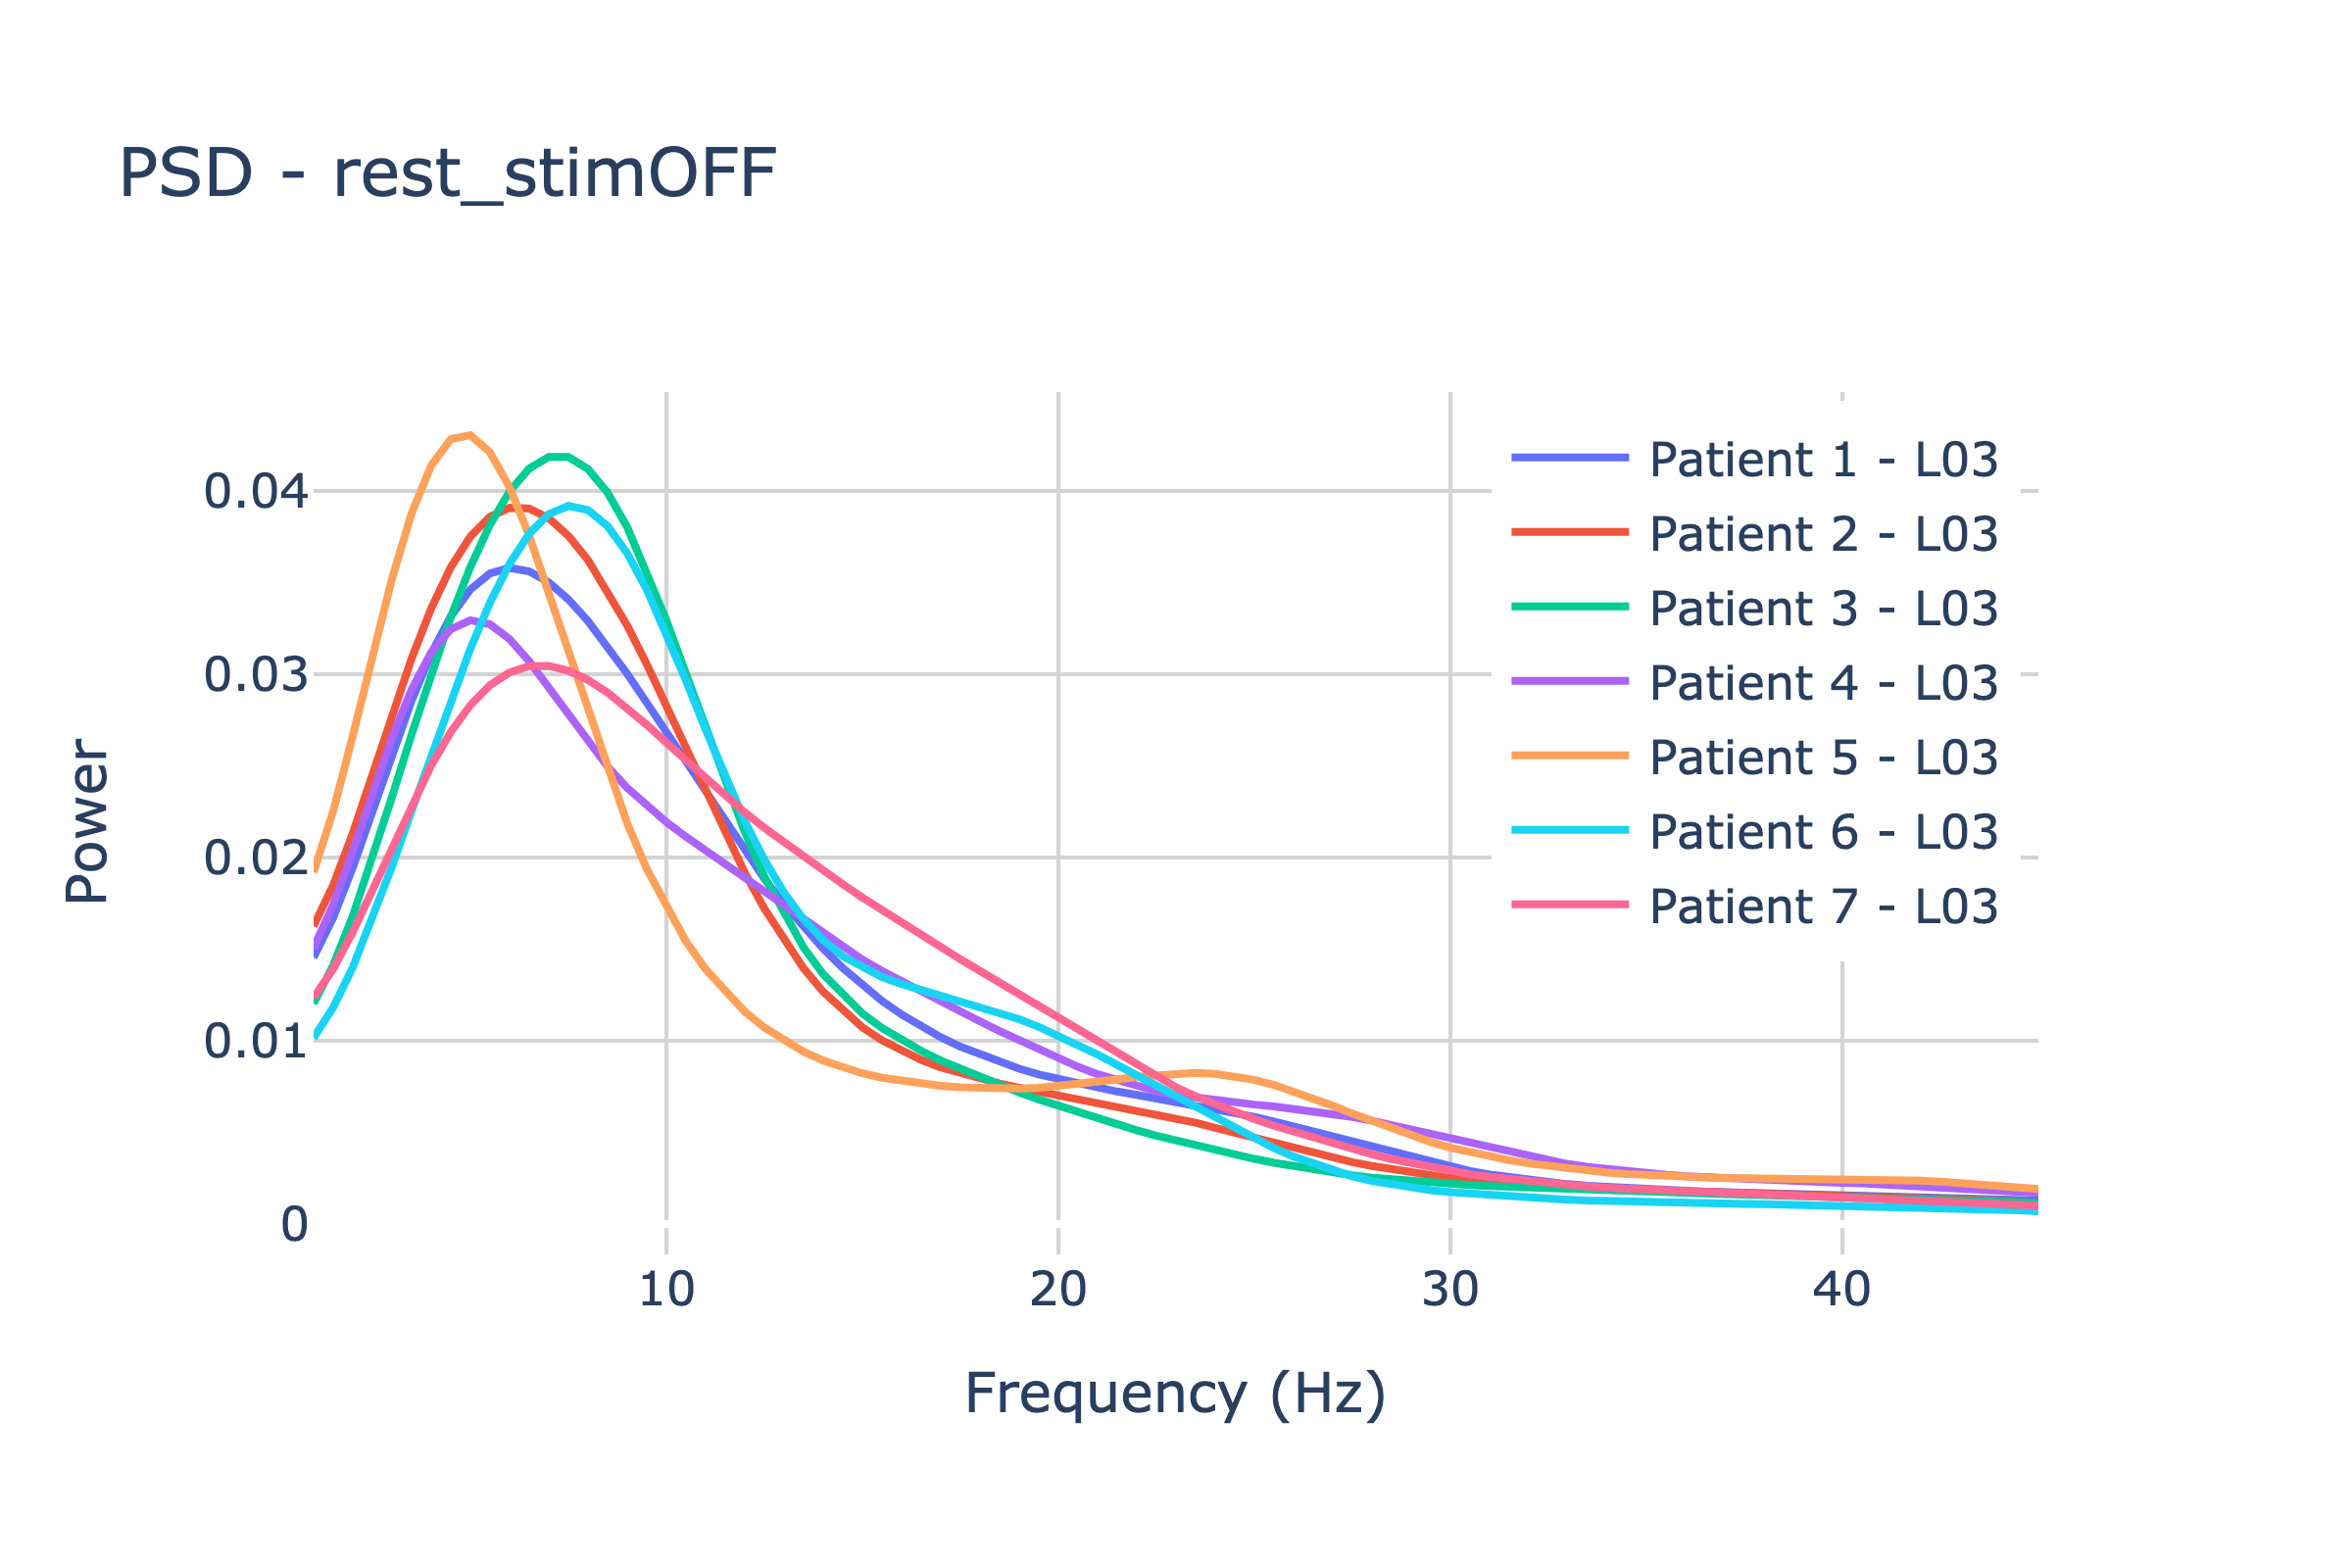 PSD - rest_stimOFF
Patient 1 - L03
Patient 2 - L03
Patient 3 - L03
Patient 4 - L03
Patient 5 - L03
Patient 6 - L03
Patient 7 - L03
0.04
0.03
0.02
0.01
0
Power
10 20 30 40
Frequency (Hz)